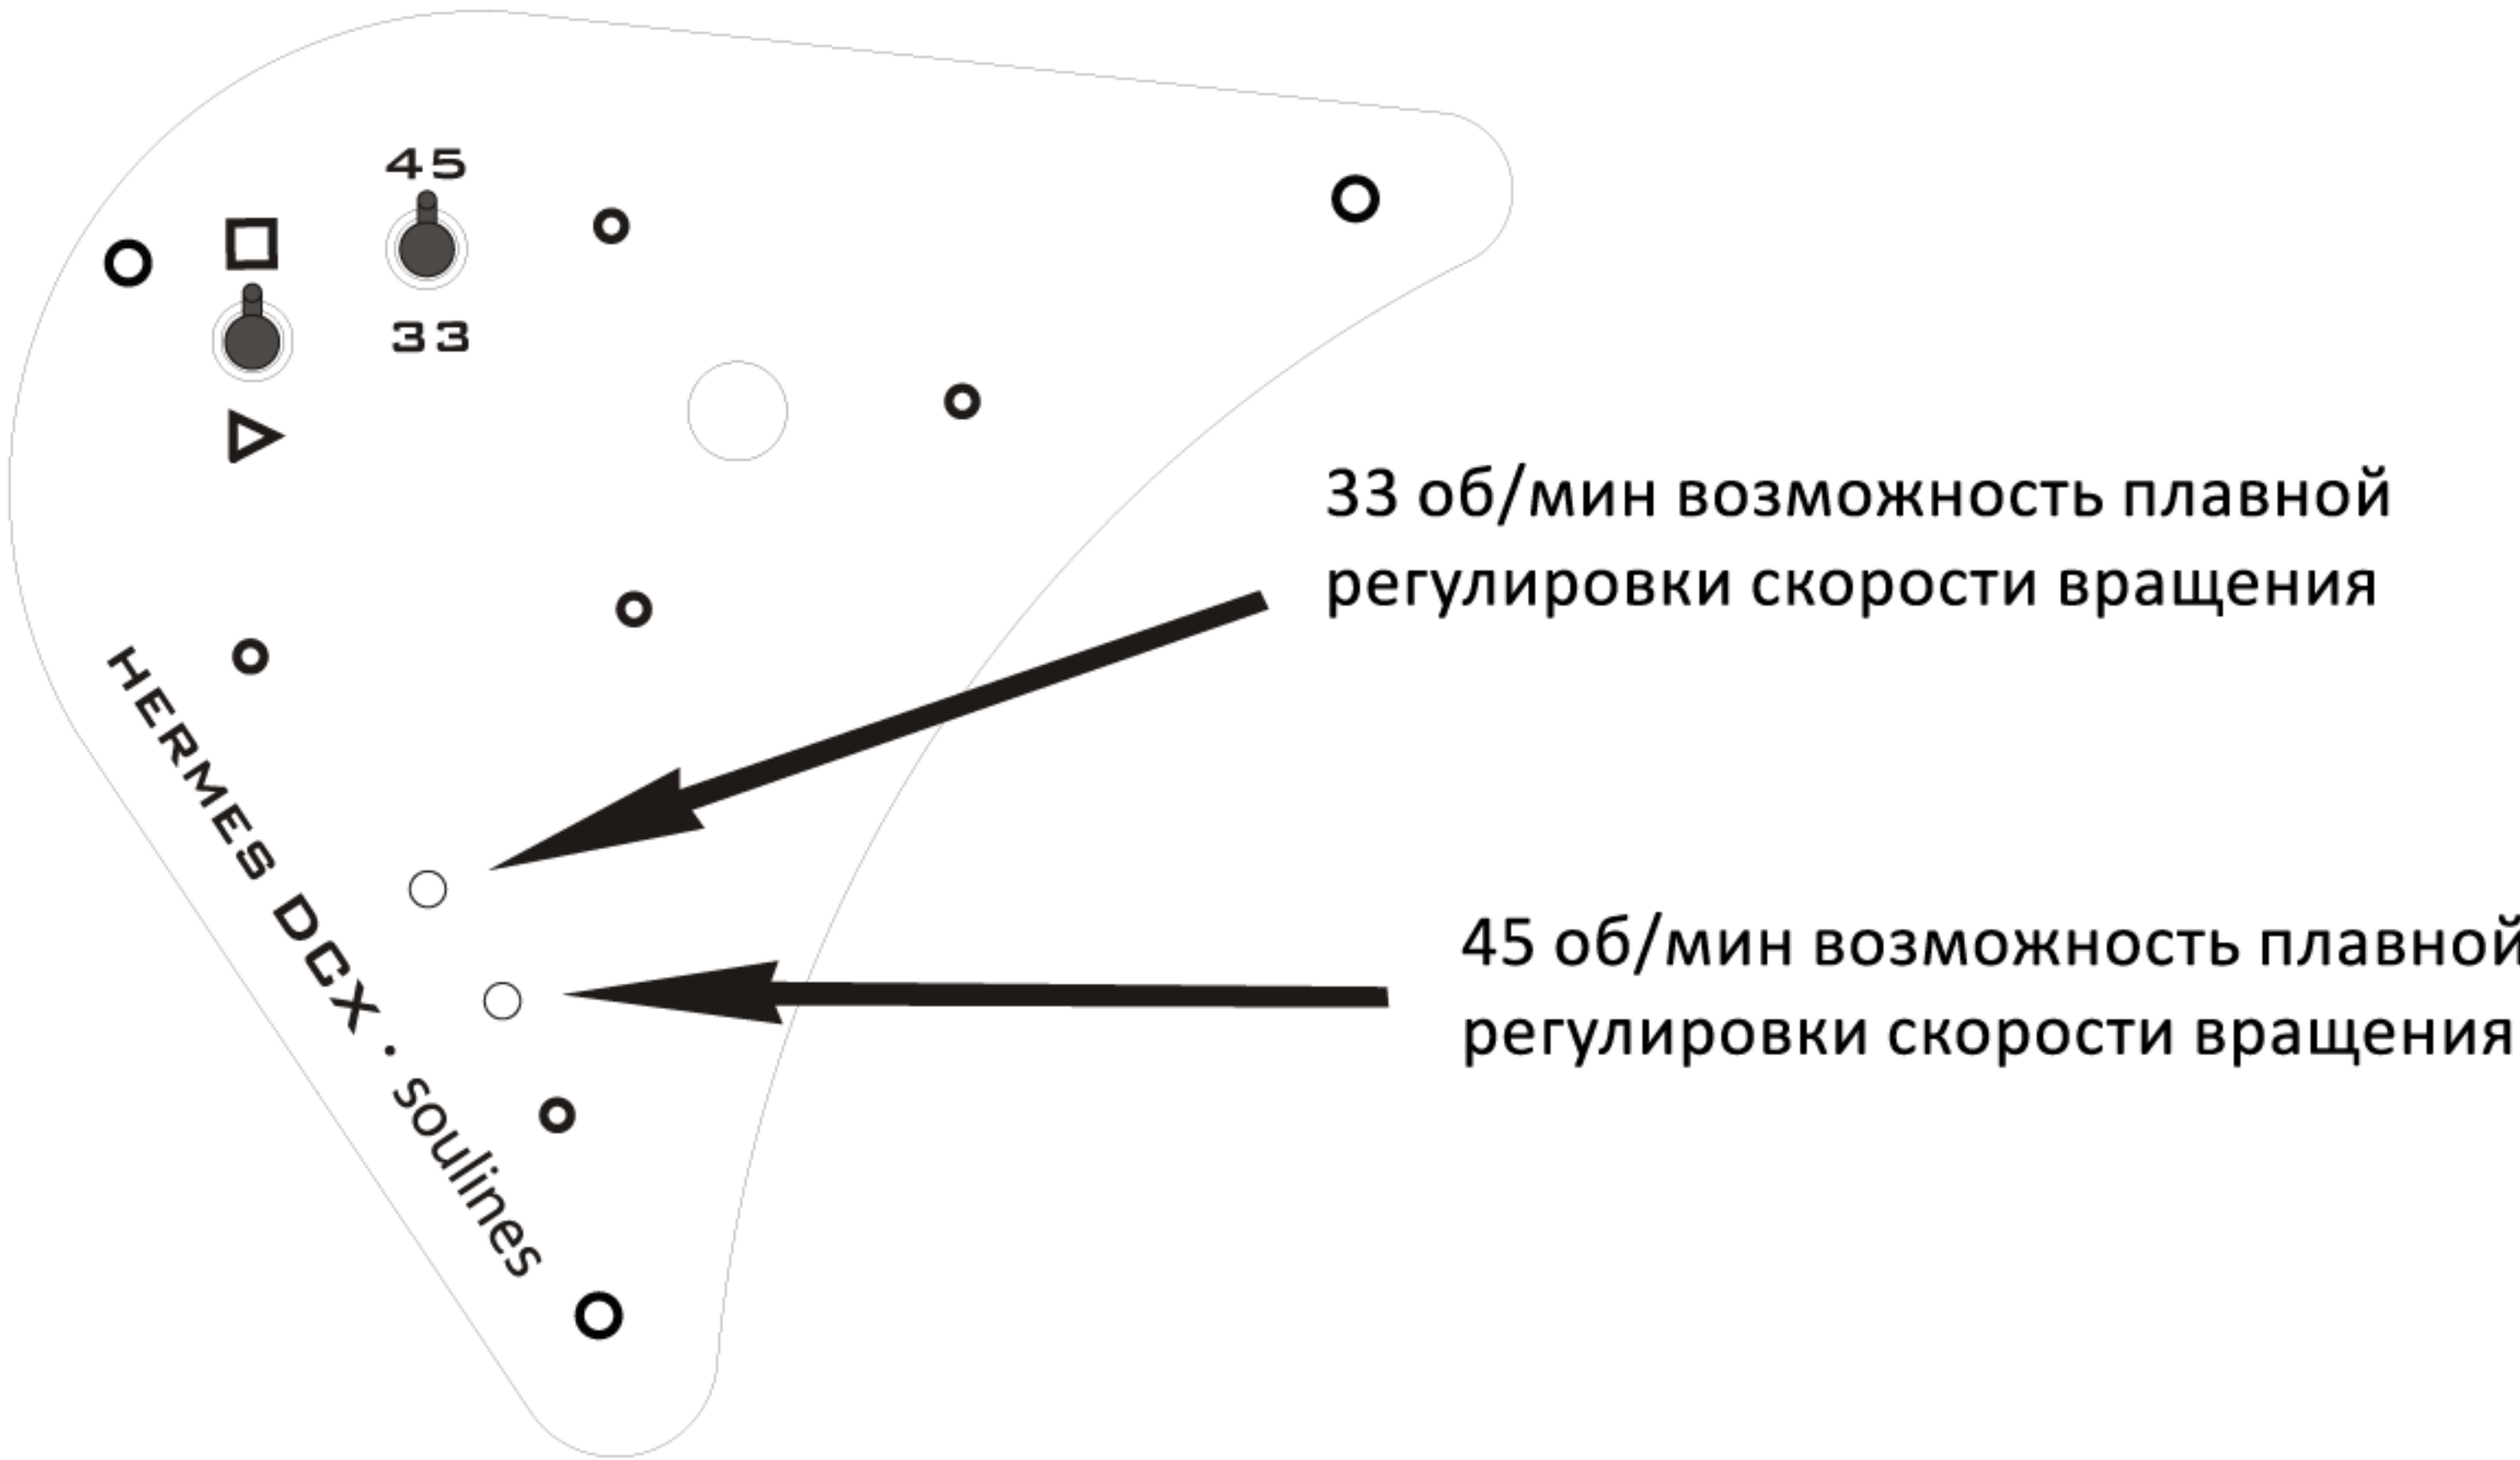 45
33
33 об/мин возможность плавной
регулировки скорости вращения
HERMES DCX · soulines
45 об/мин возможность плавной
регулировки скорости вращения